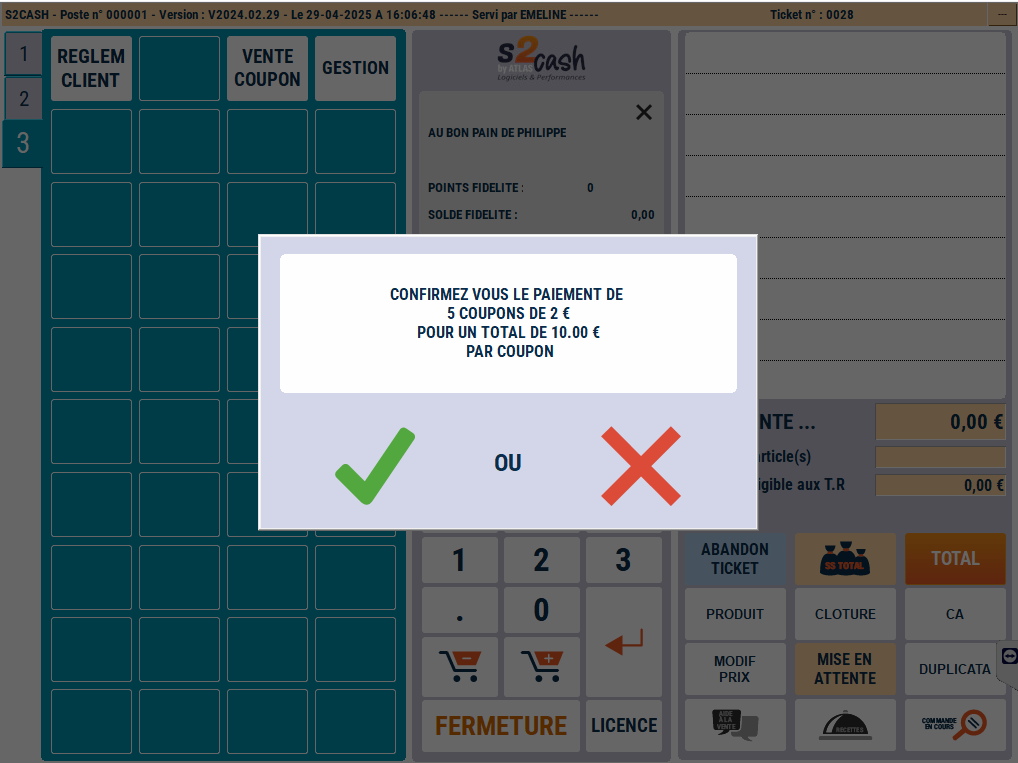 S2CASH - Poste n° 000001 - Version : V2024.02.29 - Le 29-04-2025 A 16:06:48 ------ Servi par EMELINE ------
Ticket n° : 0028
1
2
3
REGLEM
CLIENT
VENTE
COUPON
GESTION
s2cash
by ATLAS
Logiciels & Performances
AU BON PAIN DE PHILIPPE
POINTS FIDELITE : 0
SOLDE FIDELITE : 0,00
CONFIRMEZ VOUS LE PAIEMENT DE
5 COUPONS DE 2 €
POUR UN TOTAL DE 10.00 €
PAR COUPON
OU
NTE ... 0,00 €
rticle(s)
igible aux T.R 0,00 €
1
2
3
.
0
FERMETURE
LICENCE
ABANDON
TICKET
SS TOTAL
TOTAL
PRODUIT
CLOTURE
CA
MODIF
PRIX
MISE EN
ATTENTE
DUPLICATA
AIDE
À LA
VENTE
RECETTES
COMMANDE
EN COURS